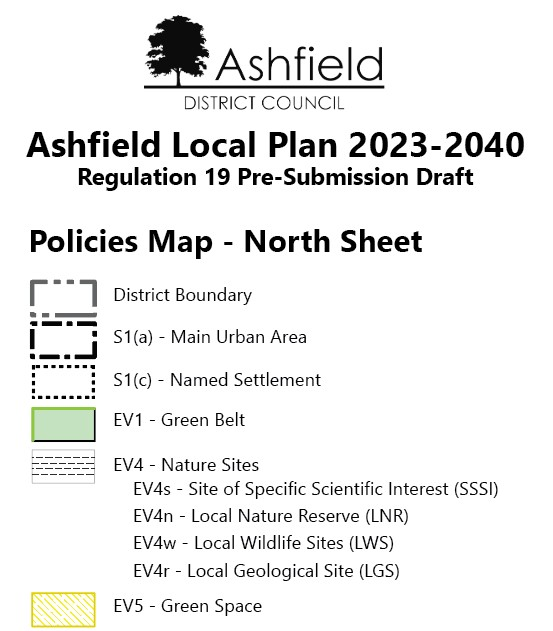 Ashfield
DISTRICT COUNCIL
Ashfield Local Plan 2023-2040
Regulation 19 Pre-Submission Draft
Policies Map - North Sheet
District Boundary
S1(a) - Main Urban Area
S1(c) - Named Settlement
EV1 - Green Belt
EV4 - Nature Sites
EV4s - Site of Specific Scientific Interest (SSSI)
EV4n - Local Nature Reserve (LNR)
EV4w - Local Wildlife Sites (LWS)
EV4r - Local Geological Site (LGS)
EV5 - Green Space